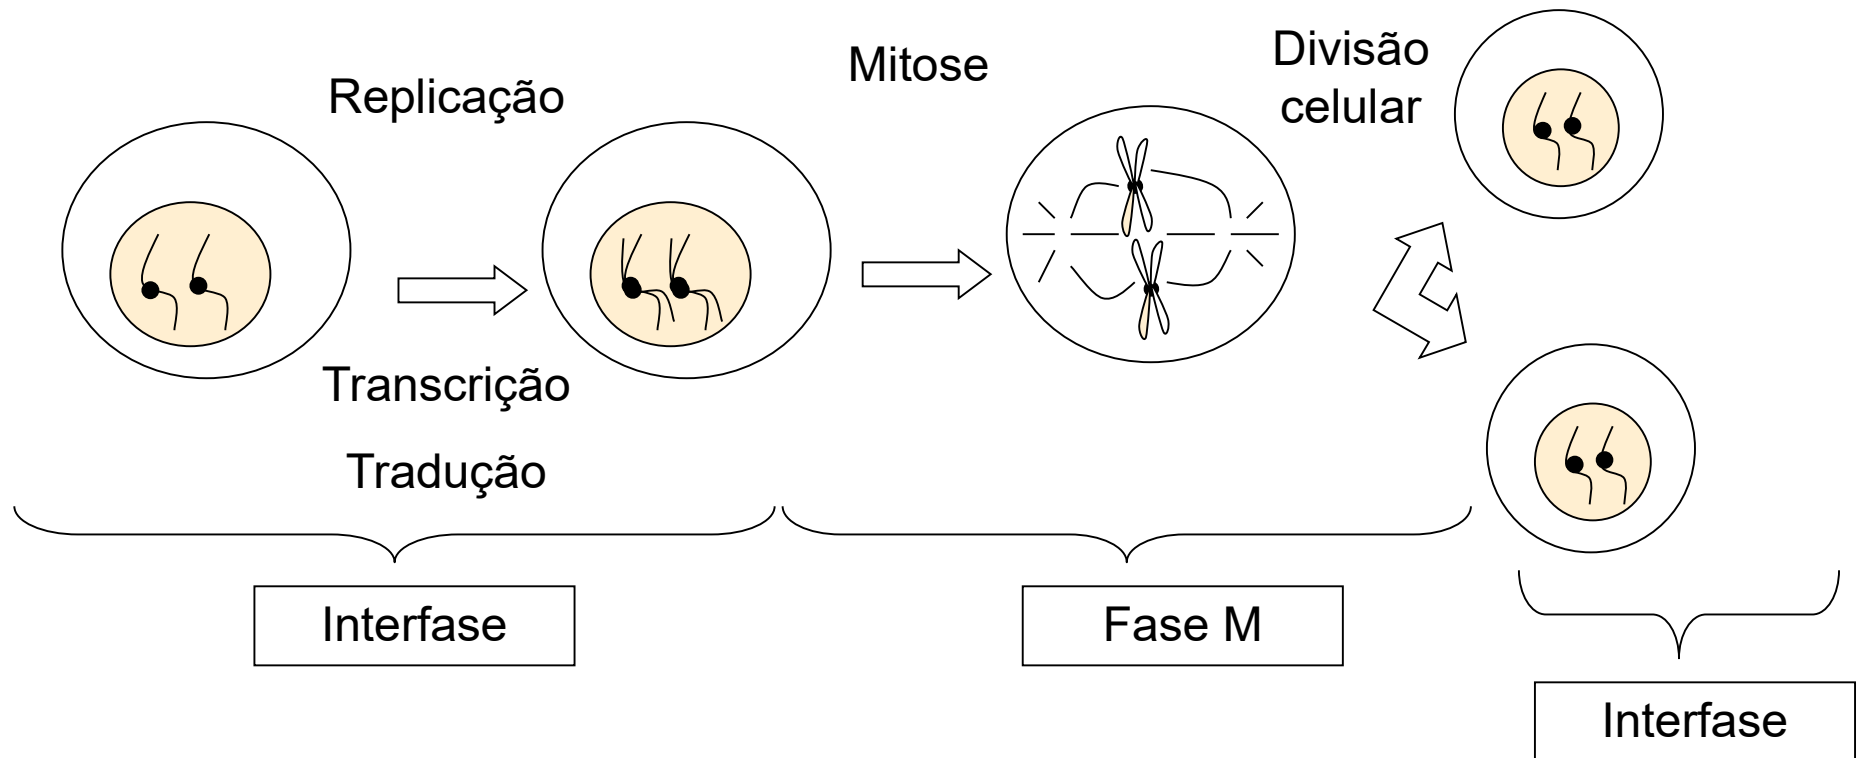 Replicação
Transcrição
Tradução
Mitose
Divisão
celular
Interfase
Fase M
Interfase